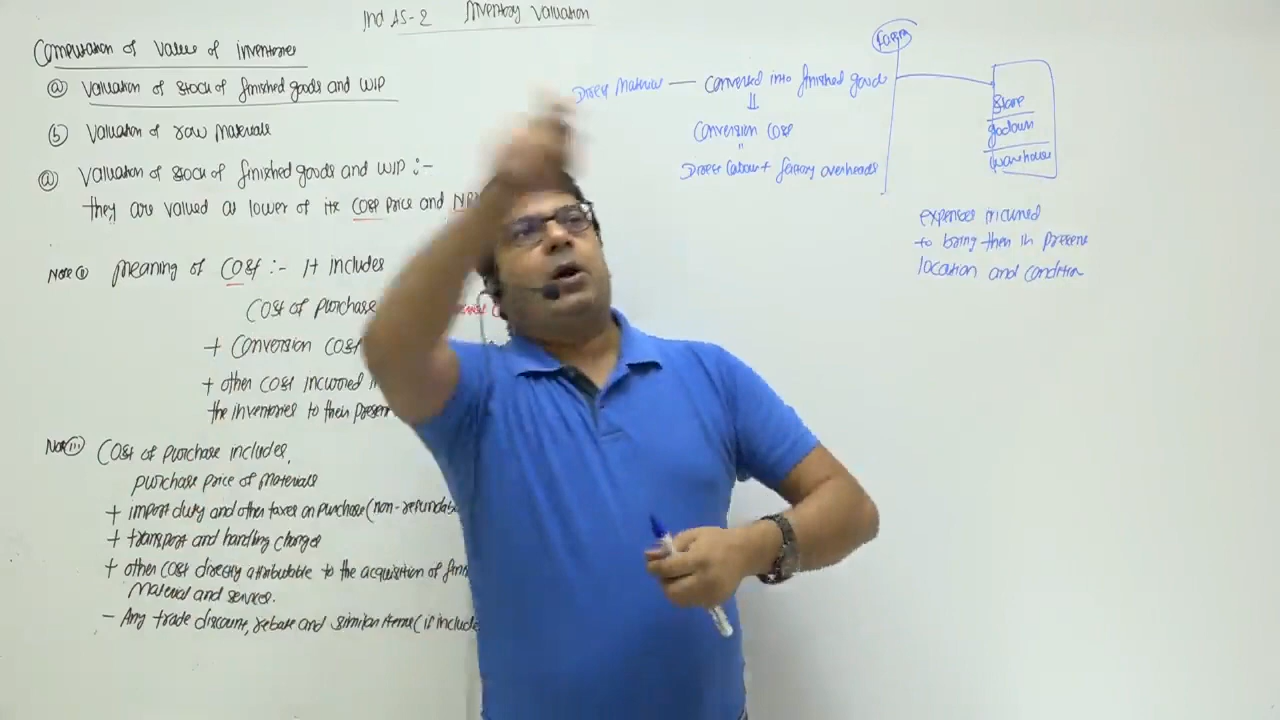 Ind AS-2 Inventory Valuation
Computation of value of inventories
(a) Valuation of stock of finished goods and WIP
(b) Valuation of raw materials
(a) Valuation of stock of finished goods and WIP :-
they are valued at lower of its cost price and
Note (i) Meaning of Cost :- It includes
Cost of purchase
+ Conversion cost
+ other cost incurred
the inventories to their present
Note (ii) Cost of purchase includes,
purchase price of materials
+ import duty and other taxes on purchase (non-refundable
+ transport and handling charges
+ other cost directly attributable to the acquisition of
material and services.
- Any trade discount, rebate and similar items (if
Direct Material — Converted into finished goods
Conversion cost
"
Direct labour + factory overheads
Store
godown
Warehouse
expenses incurred
to bring them in present
location and condition